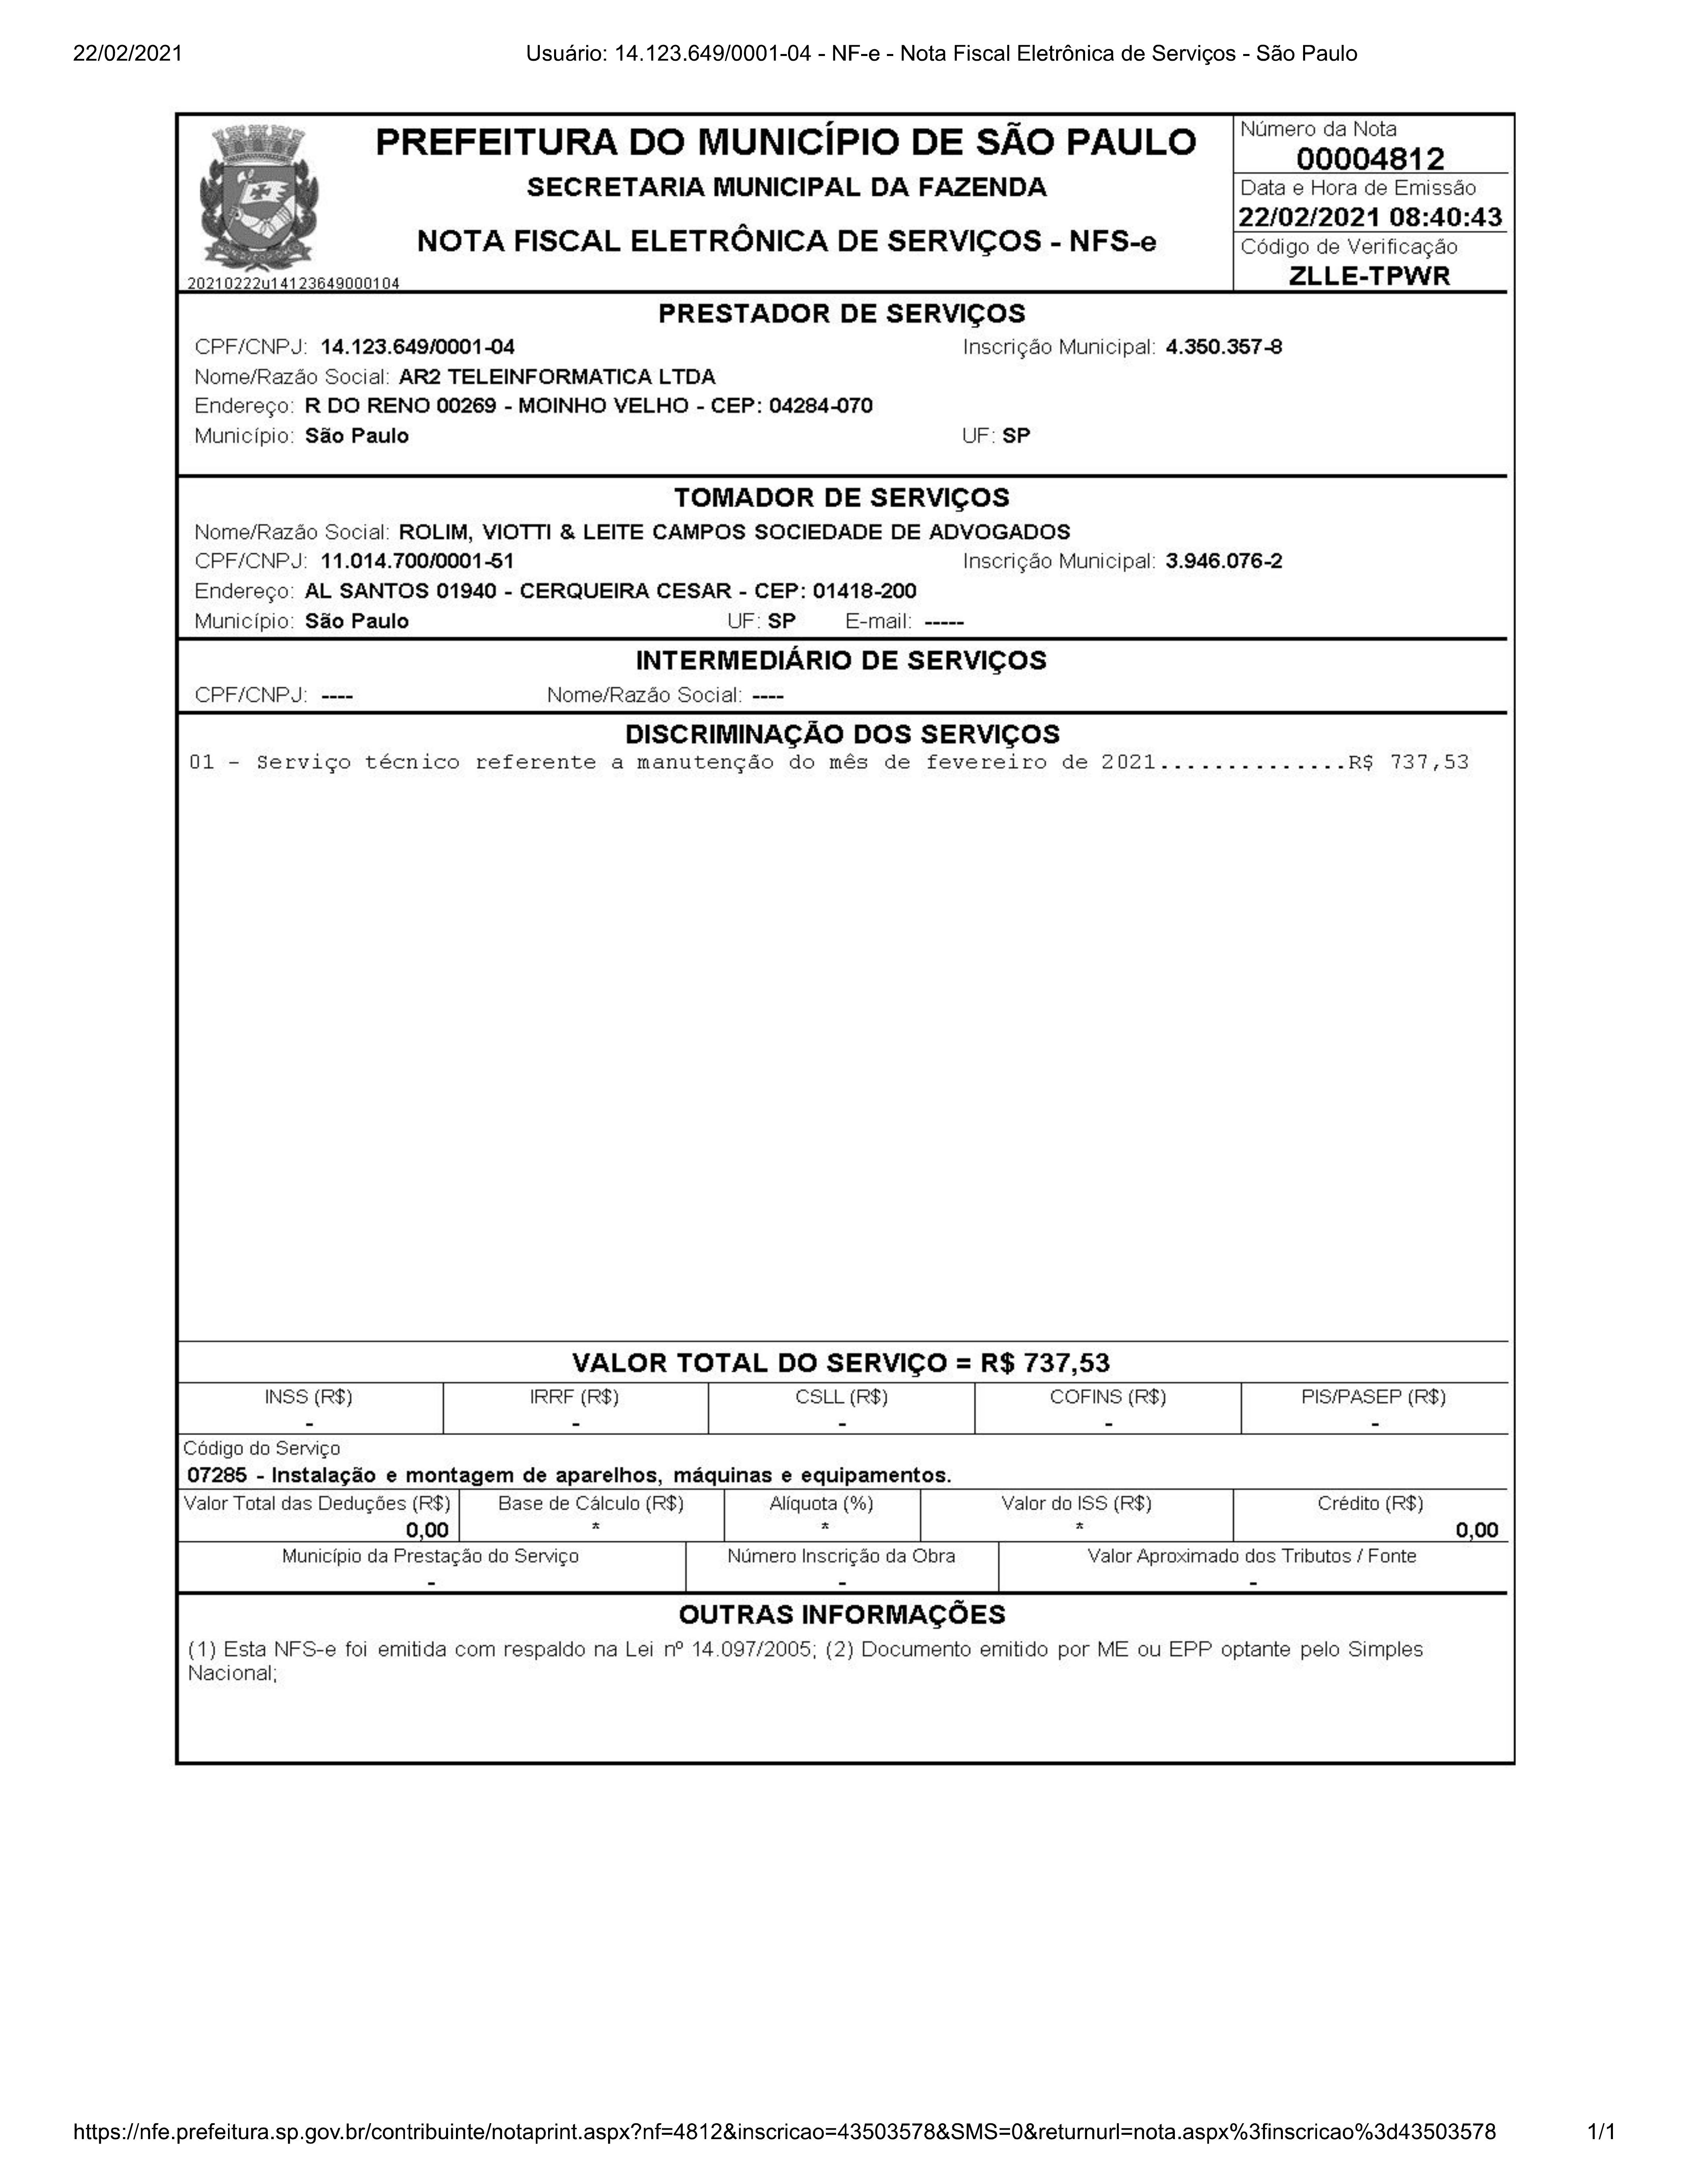 22/02/2021 Usuário: 14.123.649/0001-04 - NF-e - Nota Fiscal Eletrônica de Serviços - São Paulo
PREFEITURA DO MUNICÍPIO DE SÃO PAULO
SECRETARIA MUNICIPAL DA FAZENDA
NOTA FISCAL ELETRÔNICA DE SERVIÇOS - NFS-e
20210222u14123649000104
Número da Nota
00004812
Data e Hora de Emissão
22/02/2021 08:40:43
Código de Verificação
ZLLE-TPWR
PRESTADOR DE SERVIÇOS
CPF/CNPJ: 14.123.649/0001-04 Inscrição Municipal: 4.350.357-8
Nome/Razão Social: AR2 TELEINFORMATICA LTDA
Endereço: R DO RENO 00269 - MOINHO VELHO - CEP: 04284-070
Município: São Paulo UF: SP
TOMADOR DE SERVIÇOS
Nome/Razão Social: ROLIM, VIOTTI & LEITE CAMPOS SOCIEDADE DE ADVOGADOS
CPF/CNPJ: 11.014.700/0001-51 Inscrição Municipal: 3.946.076-2
Endereço: AL SANTOS 01940 - CERQUEIRA CESAR - CEP: 01418-200
Município: São Paulo UF: SP E-mail: -----
INTERMEDIÁRIO DE SERVIÇOS
CPF/CNPJ: ---- Nome/Razão Social: ----
DISCRIMINAÇÃO DOS SERVIÇOS
01 - Serviço técnico referente a manutenção do mês de fevereiro de 2021..............R$ 737,53
VALOR TOTAL DO SERVIÇO = R$ 737,53
INSS (R$) IRRF (R$) CSLL (R$) COFINS (R$) PIS/PASEP (R$)
- - - - -
Código do Serviço
07285 - Instalação e montagem de aparelhos, máquinas e equipamentos.
Valor Total das Deduções (R$) Base de Cálculo (R$) Alíquota (%) Valor do ISS (R$) Crédito (R$)
0,00 * * * 0,00
Município da Prestação do Serviço Número Inscrição da Obra Valor Aproximado dos Tributos / Fonte
- - -
OUTRAS INFORMAÇÕES
(1) Esta NFS-e foi emitida com respaldo na Lei nº 14.097/2005; (2) Documento emitido por ME ou EPP optante pelo Simples
Nacional;
https://nfe.prefeitura.sp.gov.br/contribuinte/notaprint.aspx?nf=4812&inscricao=43503578&SMS=0&returnurl=nota.aspx%3finscricao%3d43503578 1/1